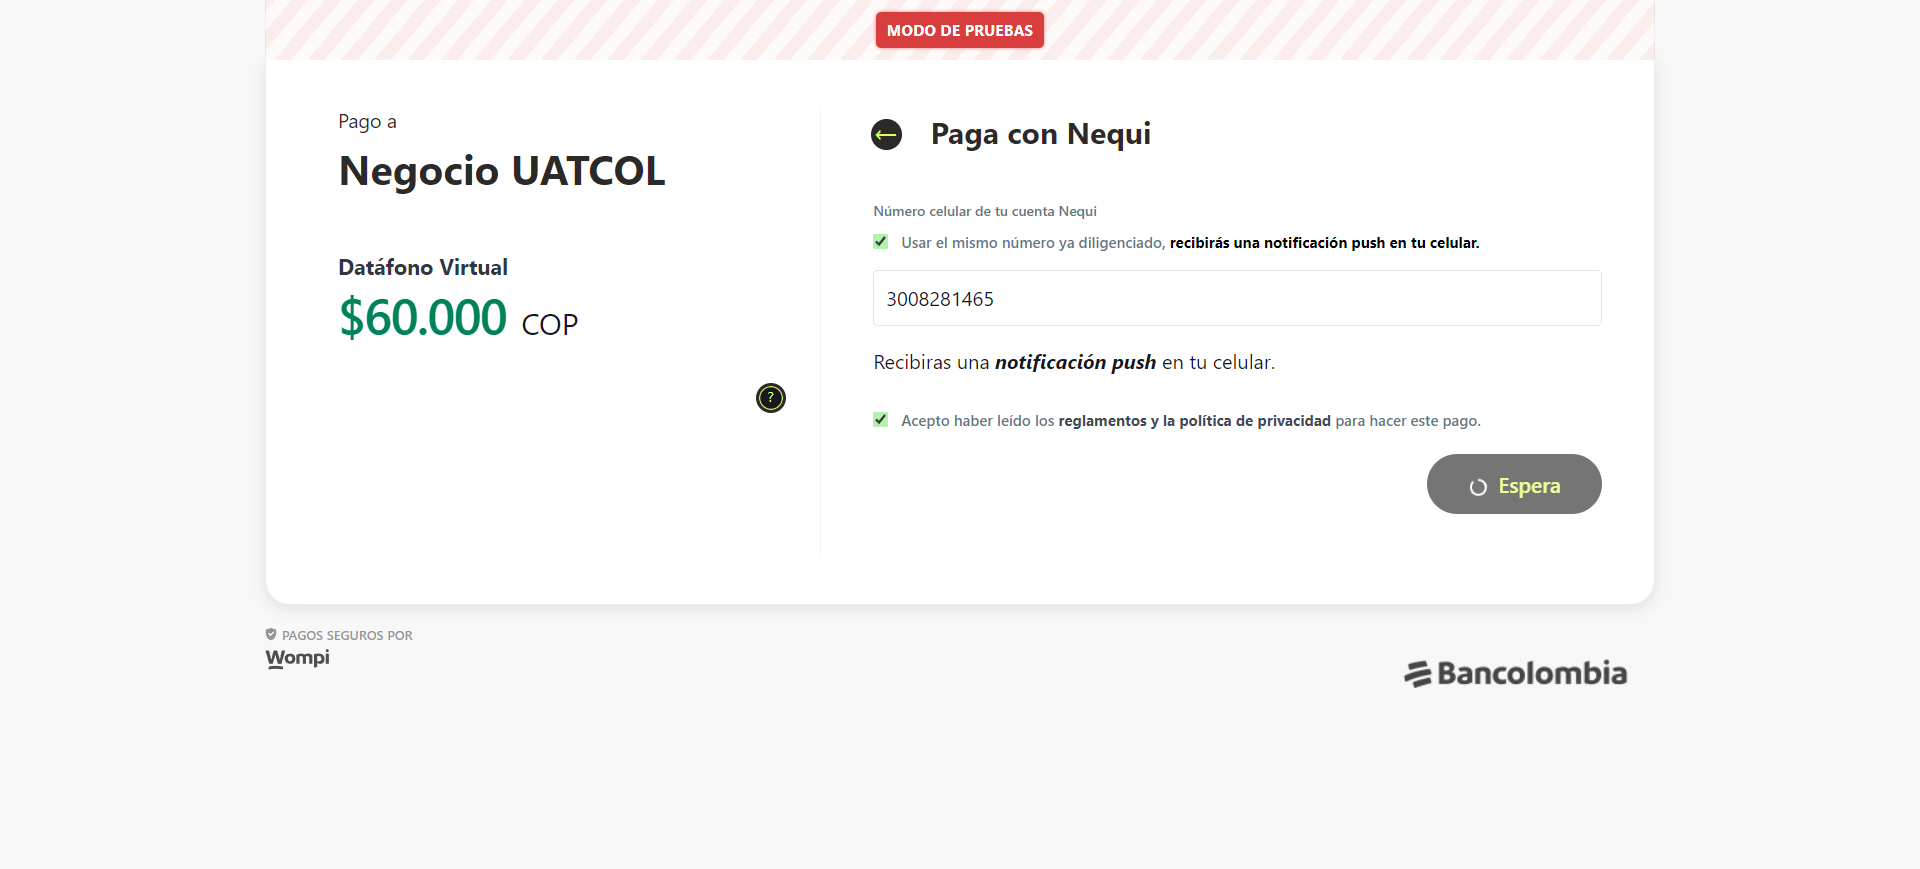 MODO DE PRUEBAS
Pago a
Negocio UATCOL
Datáfono Virtual
$60.000 COP
?
Paga con Nequi
Número celular de tu cuenta Nequi
Usar el mismo número ya diligenciado, recibirás una notificación push en tu celular.
3008281465
Recibiras una notificación push en tu celular.
Acepto haber leído los reglamentos y la política de privacidad para hacer este pago.
Espera
PAGOS SEGUROS POR
Wompi
Bancolombia